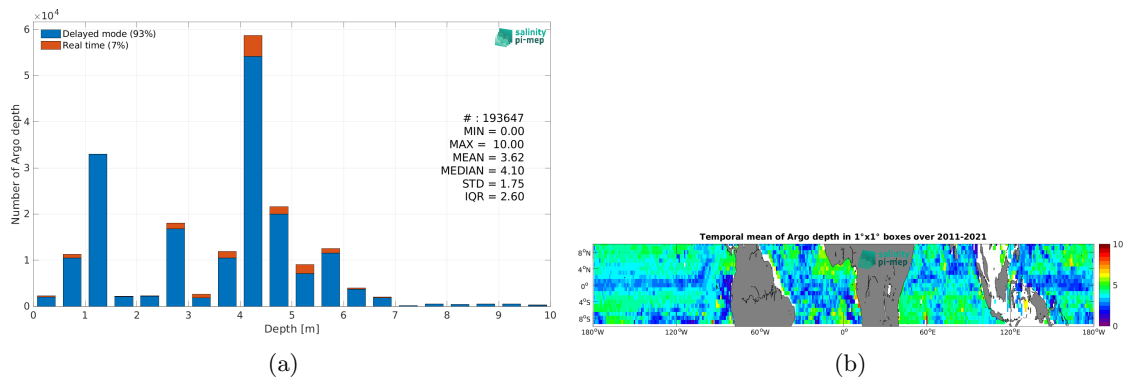 ×10⁴
6
5
4
3
2
1
0
Number of Argo depth
Delayed mode (93%)
Real time (7%)
salinity
pi-mep
# : 193647
MIN = 0.00
MAX = 10.00
MEAN = 3.62
MEDIAN = 4.10
STD = 1.75
IQR = 2.60
0 1 2 3 4 5 6 7 8 9 10
Depth [m]
(a)
Temporal mean of Argo depth in 1°x1° boxes over 2011-2021
8°N
4°N
0°
4°S
8°S
salinity
pi-mep
180°W 120°W 60°W 0° 60°E 120°E 180°W
10
5
0
(b)